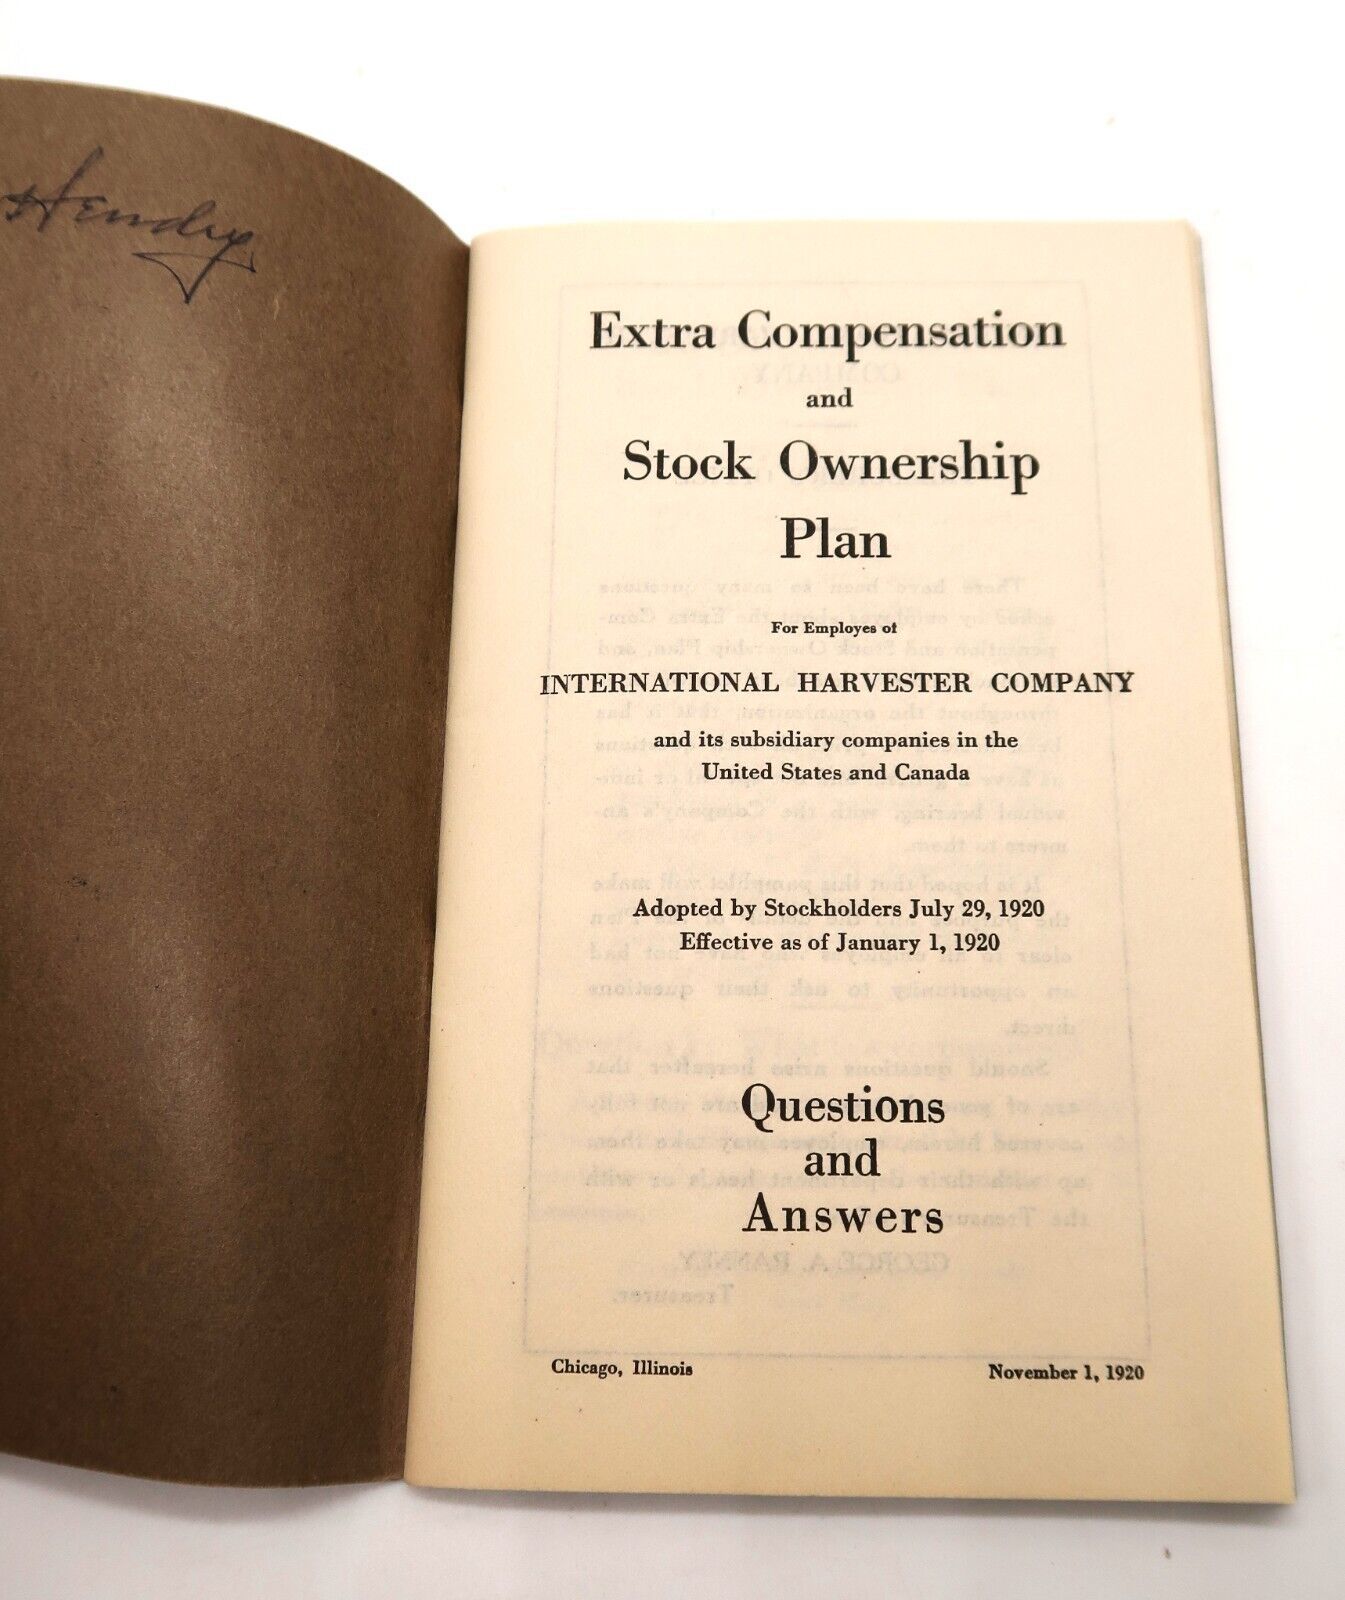 Hendry
Extra Compensation
and
Stock Ownership
Plan
For Employes of
INTERNATIONAL HARVESTER COMPANY
and its subsidiary companies in the
United States and Canada
Adopted by Stockholders July 29, 1920
Effective as of January 1, 1920
Questions
and
Answers
Chicago, Illinois
November 1, 1920